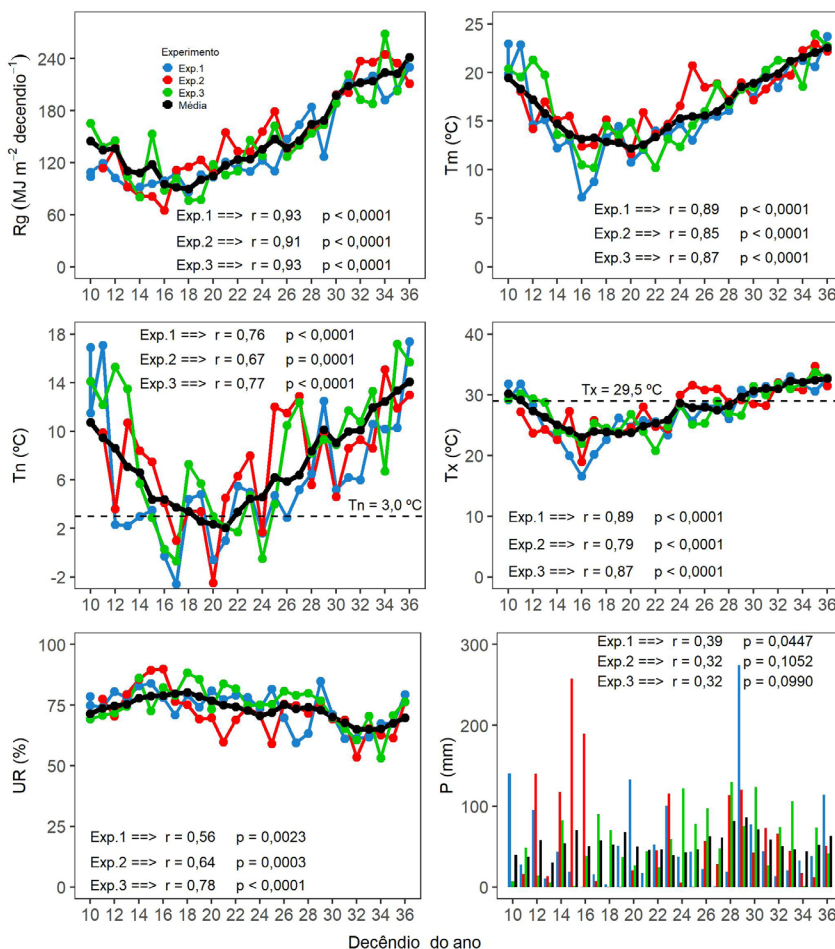 Experimento
Exp.1
Exp.2
Exp.3
Média
Rg (MJ m⁻² decendio⁻¹)
240
180
120
60
0
Exp.1 ==> r = 0,93 p < 0,0001
Exp.2 ==> r = 0,91 p < 0,0001
Exp.3 ==> r = 0,93 p < 0,0001
10 12 14 16 18 20 22 24 26 28 30 32 34 36
Tm (ºC)
25
20
15
10
5
0
Exp.1 ==> r = 0,89 p < 0,0001
Exp.2 ==> r = 0,85 p < 0,0001
Exp.3 ==> r = 0,87 p < 0,0001
10 12 14 16 18 20 22 24 26 28 30 32 34 36
Tn (ºC)
18
14
10
6
2
-2
Exp.1 ==> r = 0,76 p < 0,0001
Exp.2 ==> r = 0,67 p = 0,0001
Exp.3 ==> r = 0,77 p < 0,0001
Tn = 3,0 ºC
10 12 14 16 18 20 22 24 26 28 30 32 34 36
Tx (ºC)
40
30
20
10
0
Tx = 29,5 ºC
Exp.1 ==> r = 0,89 p < 0,0001
Exp.2 ==> r = 0,79 p < 0,0001
Exp.3 ==> r = 0,87 p < 0,0001
10 12 14 16 18 20 22 24 26 28 30 32 34 36
UR (%)
100
75
50
25
0
Exp.1 ==> r = 0,56 p = 0,0023
Exp.2 ==> r = 0,64 p = 0,0003
Exp.3 ==> r = 0,78 p < 0,0001
10 12 14 16 18 20 22 24 26 28 30 32 34 36
P (mm)
300
200
100
0
Exp.1 ==> r = 0,39 p = 0,0447
Exp.2 ==> r = 0,32 p = 0,1052
Exp.3 ==> r = 0,32 p = 0,0990
10 12 14 16 18 20 22 24 26 28 30 32 34 36
Decêndio do ano